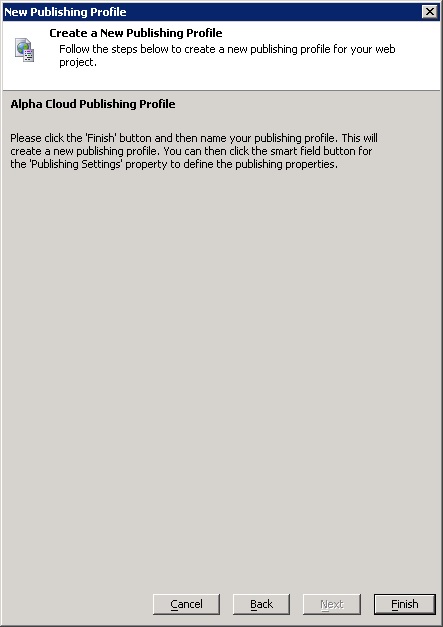 New Publishing Profile
Create a New Publishing Profile
Follow the steps below to create a new publishing profile for your web
project.
Alpha Cloud Publishing Profile
Please click the 'Finish' button and then name your publishing profile. This will
create a new publishing profile. You can then click the smart field button for
the 'Publishing Settings' property to define the publishing properties.
Cancel Back Next Finish